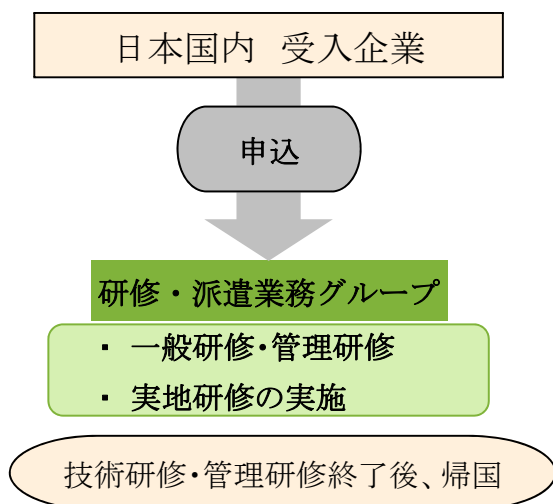 日本国内　受入企業
申込
研修・派遣業務グループ
・ 一般研修・管理研修
・ 実地研修の実施
技術研修・管理研修終了後、帰国